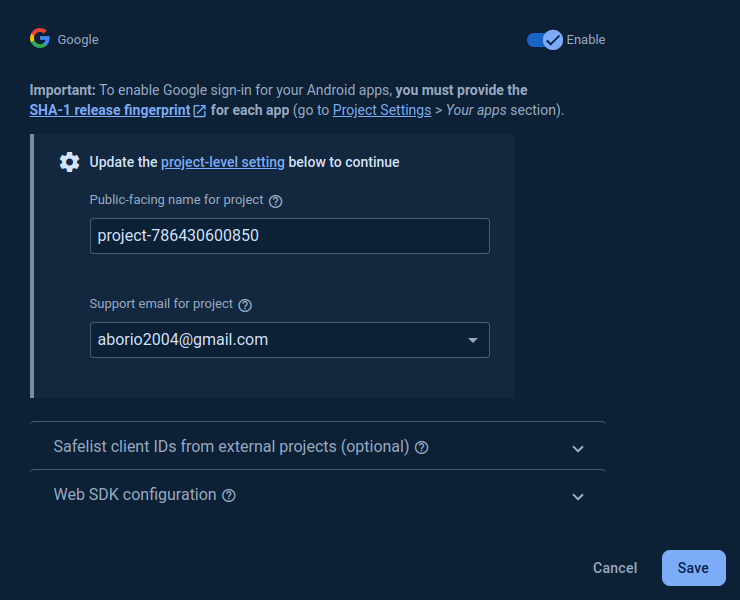 Google
Enable
Important: To enable Google sign-in for your Android apps, you must provide the
SHA-1 release fingerprint for each app (go to Project Settings > Your apps section).
Update the project-level setting below to continue
Public-facing name for project
project-786430600850
Support email for project
aborio2004@gmail.com
Safelist client IDs from external projects (optional)
Web SDK configuration
Cancel
Save